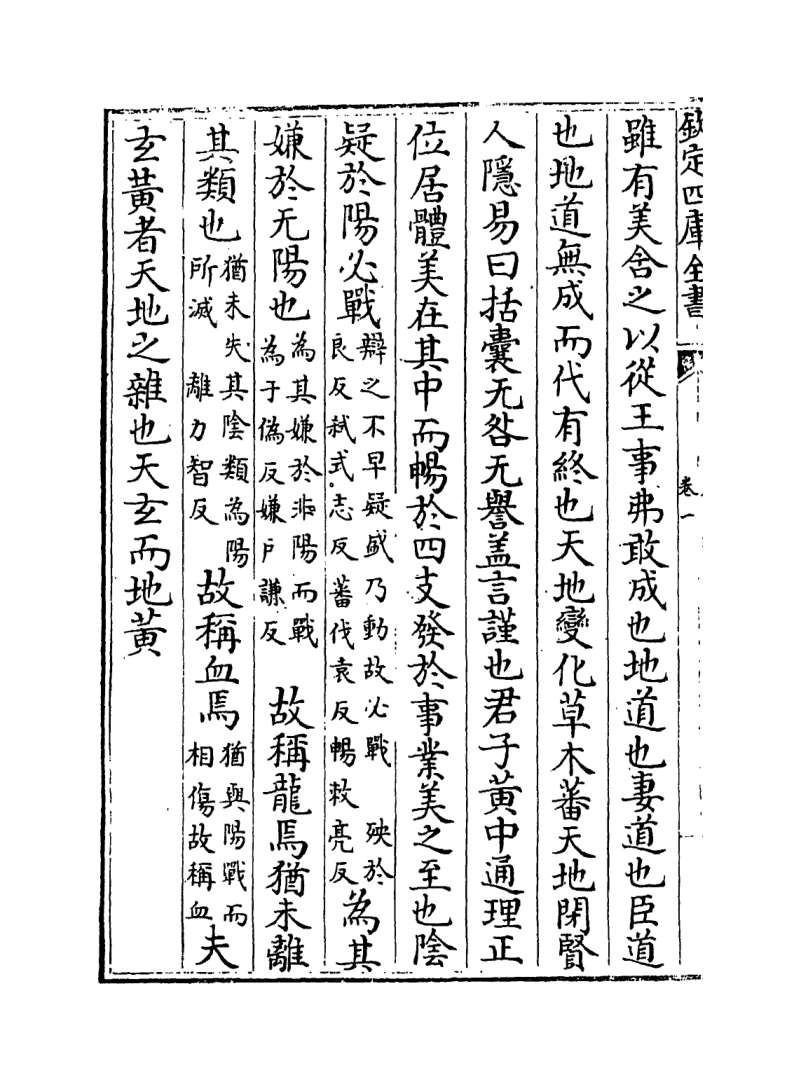 欽定四庫全書
卷一
雖有美含之以從王事弗敢成也地道也妻道也臣道
也地道無成而代有終也天地變化草木蕃天地閉賢
人隱易曰括囊无咎无譽盖言謹也君子黃中通理正
位居體美在其中而暢於四支發於事業美之至也陰
疑於陽必戰辯之不早疑盛乃動故必戰 殃於良反弑式志反蕃伐袁反暢敕亮反為其
嫌於无陽也為其嫌於非陽而戰為于偽反嫌户謙反故稱龍焉猶未離
其類也猶未失其陰類為陽所滅 離力智反故稱血焉猶與陽戰而相傷故稱血夫
玄黃者天地之雜也天玄而地黃